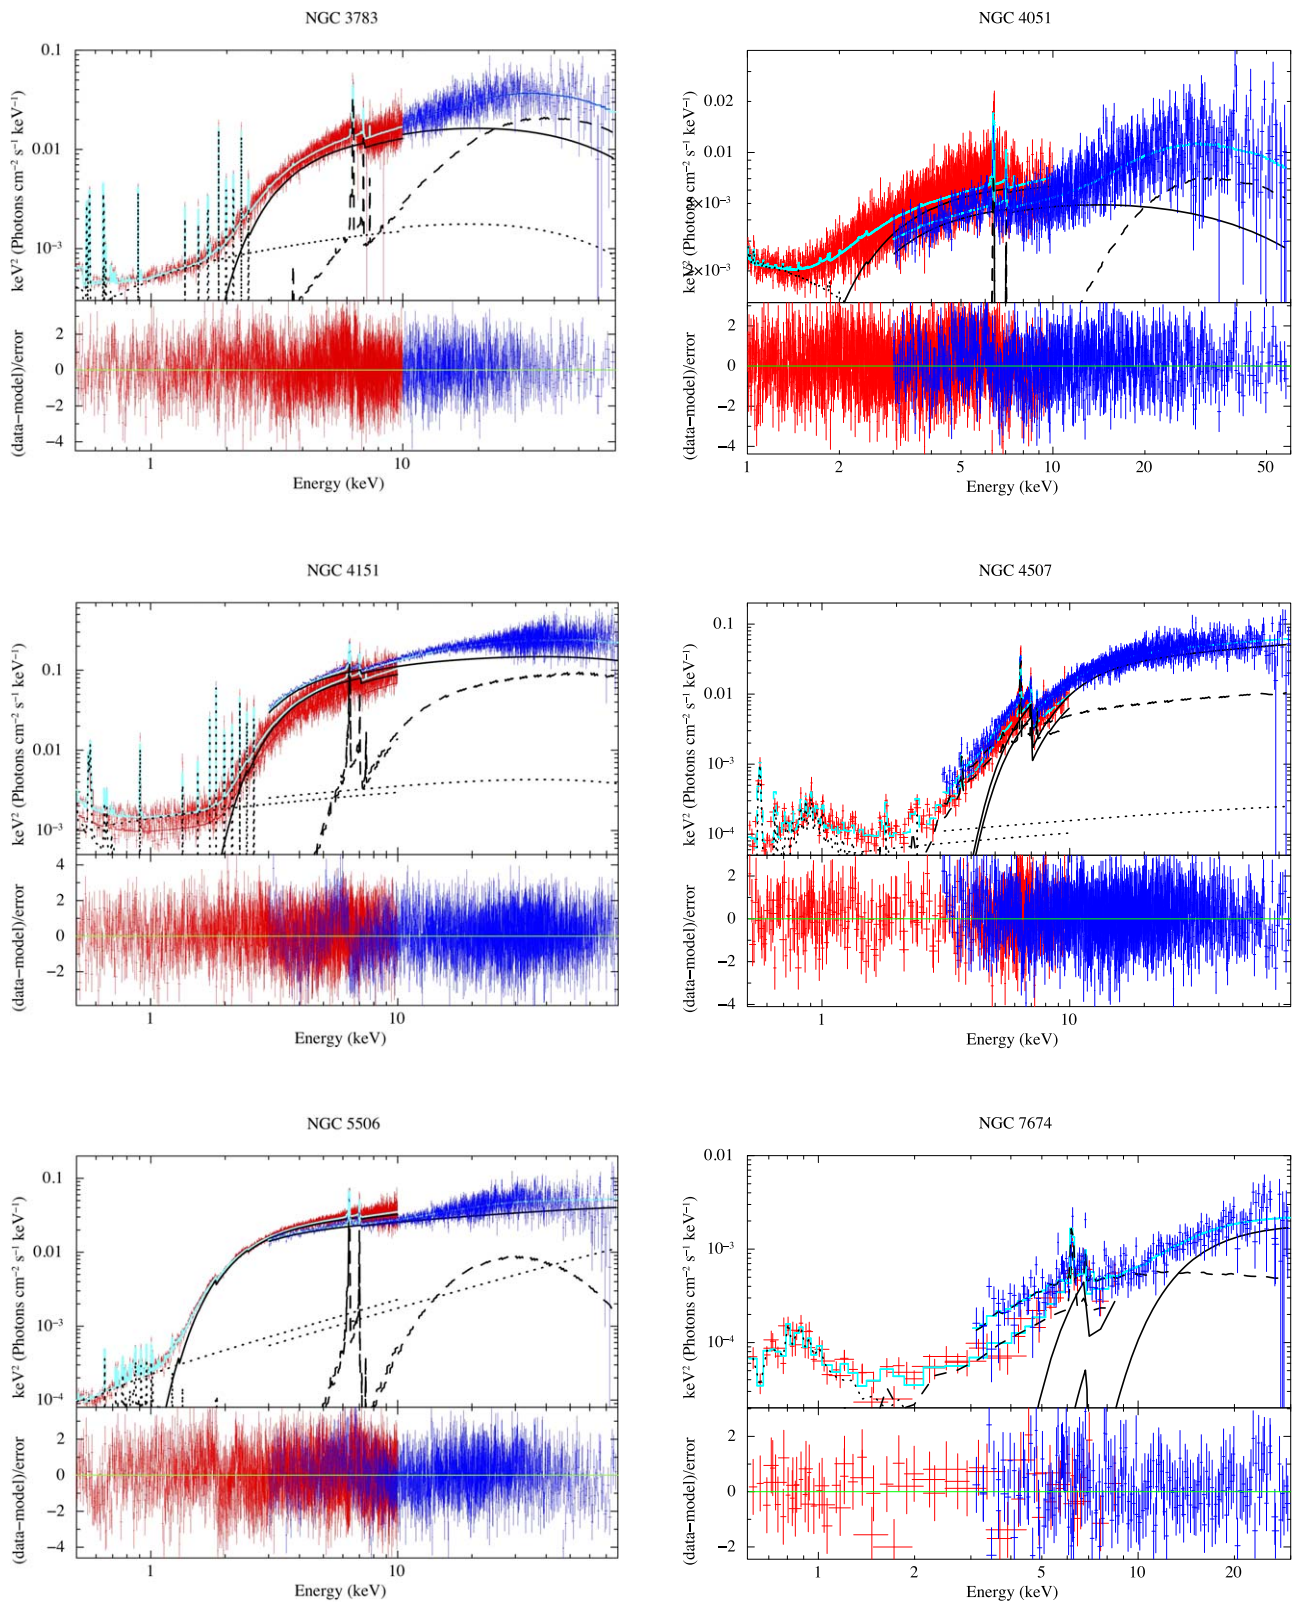 NGC 3783
keV² (Photons cm⁻² s⁻¹ keV⁻¹)
0.1
0.01
10⁻³
(data−model)/error
2
0
−2
−4
1
10
Energy (keV)
NGC 4051
keV² (Photons cm⁻² s⁻¹ keV⁻¹)
0.02
0.01
×10⁻³
2×10⁻³
(data−model)/error
2
0
−2
−4
1
2
5
10
20
50
Energy (keV)
NGC 4151
keV² (Photons cm⁻² s⁻¹ keV⁻¹)
0.1
0.01
10⁻³
(data−model)/error
4
2
0
−2
1
10
Energy (keV)
NGC 4507
keV² (Photons cm⁻² s⁻¹ keV⁻¹)
0.1
0.01
10⁻³
10⁻⁴
(data−model)/error
2
0
−2
−4
1
10
Energy (keV)
NGC 5506
keV² (Photons cm⁻² s⁻¹ keV⁻¹)
0.1
0.01
10⁻³
10⁻⁴
(data−model)/error
2
0
−2
−4
1
10
Energy (keV)
NGC 7674
keV² (Photons cm⁻² s⁻¹ keV⁻¹)
0.01
10⁻³
10⁻⁴
(data−model)/error
2
0
−2
1
2
5
10
20
Energy (keV)